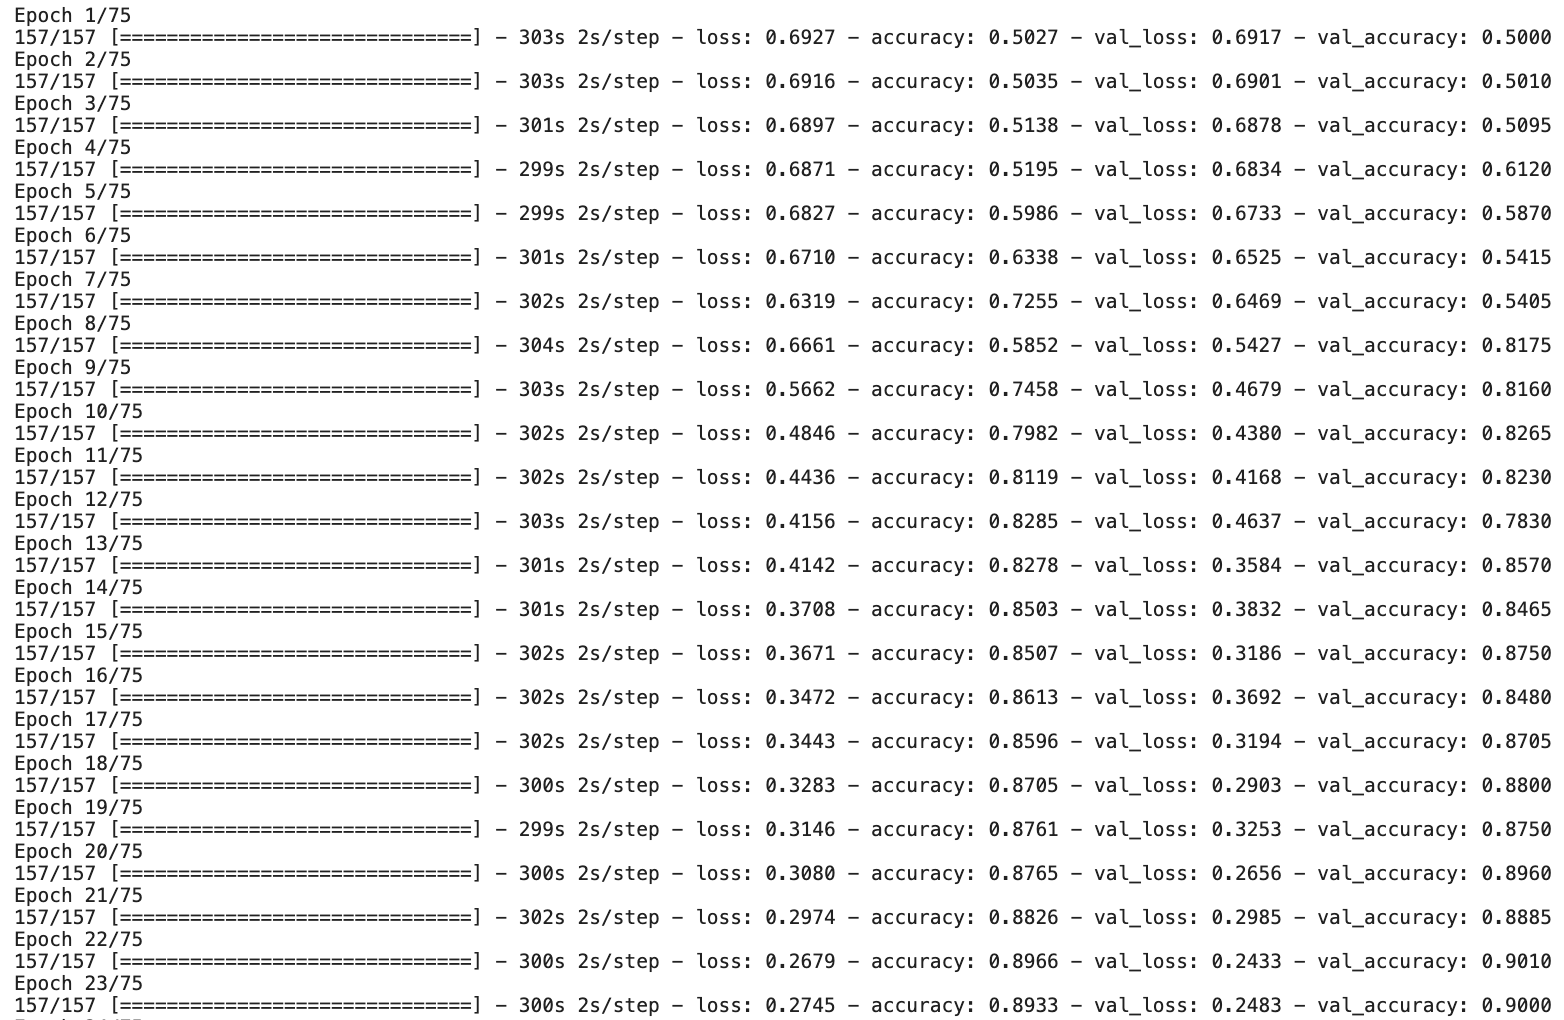 Epoch 1/75
157/157 [==============================] - 303s 2s/step - loss: 0.6927 - accuracy: 0.5027 - val_loss: 0.6917 - val_accuracy: 0.5000
Epoch 2/75
157/157 [==============================] - 303s 2s/step - loss: 0.6916 - accuracy: 0.5035 - val_loss: 0.6901 - val_accuracy: 0.5010
Epoch 3/75
157/157 [==============================] - 301s 2s/step - loss: 0.6897 - accuracy: 0.5138 - val_loss: 0.6878 - val_accuracy: 0.5095
Epoch 4/75
157/157 [==============================] - 299s 2s/step - loss: 0.6871 - accuracy: 0.5195 - val_loss: 0.6834 - val_accuracy: 0.6120
Epoch 5/75
157/157 [==============================] - 299s 2s/step - loss: 0.6827 - accuracy: 0.5986 - val_loss: 0.6733 - val_accuracy: 0.5870
Epoch 6/75
157/157 [==============================] - 301s 2s/step - loss: 0.6710 - accuracy: 0.6338 - val_loss: 0.6525 - val_accuracy: 0.5415
Epoch 7/75
157/157 [==============================] - 302s 2s/step - loss: 0.6319 - accuracy: 0.7255 - val_loss: 0.6469 - val_accuracy: 0.5405
Epoch 8/75
157/157 [==============================] - 304s 2s/step - loss: 0.6661 - accuracy: 0.5852 - val_loss: 0.5427 - val_accuracy: 0.8175
Epoch 9/75
157/157 [==============================] - 303s 2s/step - loss: 0.5662 - accuracy: 0.7458 - val_loss: 0.4679 - val_accuracy: 0.8160
Epoch 10/75
157/157 [==============================] - 302s 2s/step - loss: 0.4846 - accuracy: 0.7982 - val_loss: 0.4380 - val_accuracy: 0.8265
Epoch 11/75
157/157 [==============================] - 302s 2s/step - loss: 0.4436 - accuracy: 0.8119 - val_loss: 0.4168 - val_accuracy: 0.8230
Epoch 12/75
157/157 [==============================] - 303s 2s/step - loss: 0.4156 - accuracy: 0.8285 - val_loss: 0.4637 - val_accuracy: 0.7830
Epoch 13/75
157/157 [==============================] - 301s 2s/step - loss: 0.4142 - accuracy: 0.8278 - val_loss: 0.3584 - val_accuracy: 0.8570
Epoch 14/75
157/157 [==============================] - 301s 2s/step - loss: 0.3708 - accuracy: 0.8503 - val_loss: 0.3832 - val_accuracy: 0.8465
Epoch 15/75
157/157 [==============================] - 302s 2s/step - loss: 0.3671 - accuracy: 0.8507 - val_loss: 0.3186 - val_accuracy: 0.8750
Epoch 16/75
157/157 [==============================] - 302s 2s/step - loss: 0.3472 - accuracy: 0.8613 - val_loss: 0.3692 - val_accuracy: 0.8480
Epoch 17/75
157/157 [==============================] - 302s 2s/step - loss: 0.3443 - accuracy: 0.8596 - val_loss: 0.3194 - val_accuracy: 0.8705
Epoch 18/75
157/157 [==============================] - 300s 2s/step - loss: 0.3283 - accuracy: 0.8705 - val_loss: 0.2903 - val_accuracy: 0.8800
Epoch 19/75
157/157 [==============================] - 299s 2s/step - loss: 0.3146 - accuracy: 0.8761 - val_loss: 0.3253 - val_accuracy: 0.8750
Epoch 20/75
157/157 [==============================] - 300s 2s/step - loss: 0.3080 - accuracy: 0.8765 - val_loss: 0.2656 - val_accuracy: 0.8960
Epoch 21/75
157/157 [==============================] - 302s 2s/step - loss: 0.2974 - accuracy: 0.8826 - val_loss: 0.2985 - val_accuracy: 0.8885
Epoch 22/75
157/157 [==============================] - 300s 2s/step - loss: 0.2679 - accuracy: 0.8966 - val_loss: 0.2433 - val_accuracy: 0.9010
Epoch 23/75
157/157 [==============================] - 300s 2s/step - loss: 0.2745 - accuracy: 0.8933 - val_loss: 0.2483 - val_accuracy: 0.9000